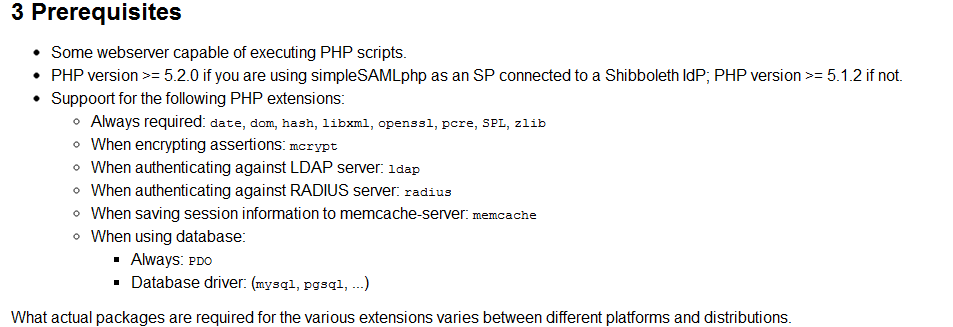 3 Prerequisites
Some webserver capable of executing PHP scripts.
PHP version >= 5.2.0 if you are using simpleSAMLphp as an SP connected to a Shibboleth IdP; PHP version >= 5.1.2 if not.
Suppoort for the following PHP extensions:
Always required: date, dom, hash, libxml, openssl, pcre, SPL, zlib
When encrypting assertions: mcrypt
When authenticating against LDAP server: ldap
When authenticating against RADIUS server: radius
When saving session information to memcache-server: memcache
When using database:
Always: PDO
Database driver: (mysql, pgsql, ...)
What actual packages are required for the various extensions varies between different platforms and distributions.